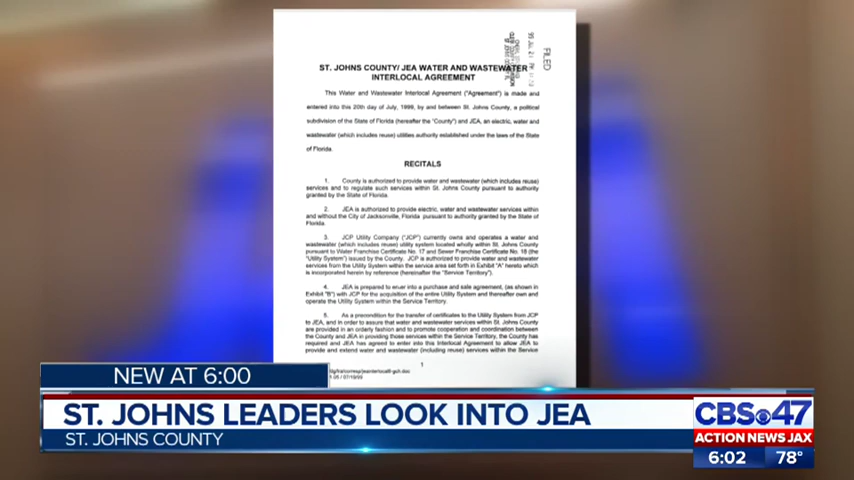 FILED
ST. JOHNS COUNTY/ JEA WATER AND WASTEWATER
INTERLOCAL AGREEMENT
This Water and Wastewater Interlocal Agreement ("Agreement") is made and
entered into this 20th day of July, 1999, by and between St. Johns County, a political
subdivision of the State of Florida (hereafter the "County") and JEA, an electric, water and
wastewater (which includes reuse) utilities authority established under the laws of the State
of Florida.
RECITALS
1. County is authorized to provide water and wastewater (which includes reuse)
services and to regulate such services within St. Johns County pursuant to authority
granted by the State of Florida.
2. JEA is authorized to provide electric, water and wastewater services within
and without the City of Jacksonville, Florida pursuant to authority granted by the State of
Florida.
3. JCP Utility Company ("JCP") currently owns and operates a water and
wastewater (which includes reuse) utility system located wholly within St. Johns County
pursuant to Water Franchise Certificate No. 17 and Sewer Franchise Certificate No. 18 (the
"Utility System") issued by the County. JCP is authorized to provide water and wastewater
services from the Utility System within the service area set forth in Exhibit "A" hereto which
is incorporated herein by reference (hereinafter the "Service Territory").
4. JEA is prepared to enter into a purchase and sale agreement, (as shown in
Exhibit "B") with JCP for the acquisition of the entire Utility System and thereafter own and
operate the Utility System within the Service Territory.
5. As a precondition for the transfer of certificates to the Utility System from JCP
to JEA, and in order to assure that water and wastewater services within St. Johns County
are provided in an orderly fashion and to promote cooperation and coordination between
the County and JEA in providing those services within the Service Territory, the County has
required and JEA has agreed to enter into this Interlocal Agreement to allow JEA to
provide and extend water and wastewater (including reuse) services within the Service
1
NEW AT 6:00
ST. JOHNS LEADERS LOOK INTO JEA
ST. JOHNS COUNTY
CBS 47
ACTION NEWS JAX
6:02 78°